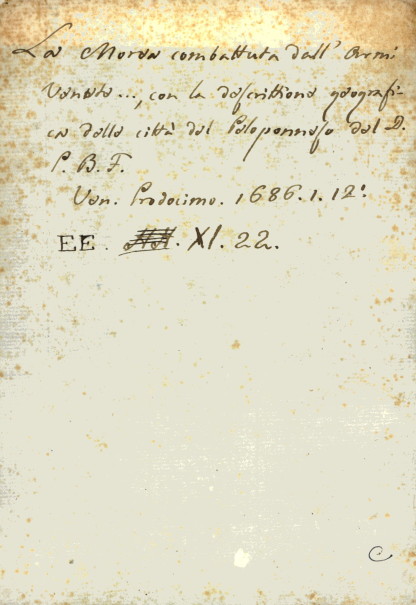 La Morea combattuta dall' Armi
Venete..., con la descrittione geografi-
ca delle città del Peloponneso del D.
P. B. F.
Ven. Prodocimo. 1686. 1. 12°.
EE. XI. 22.
C